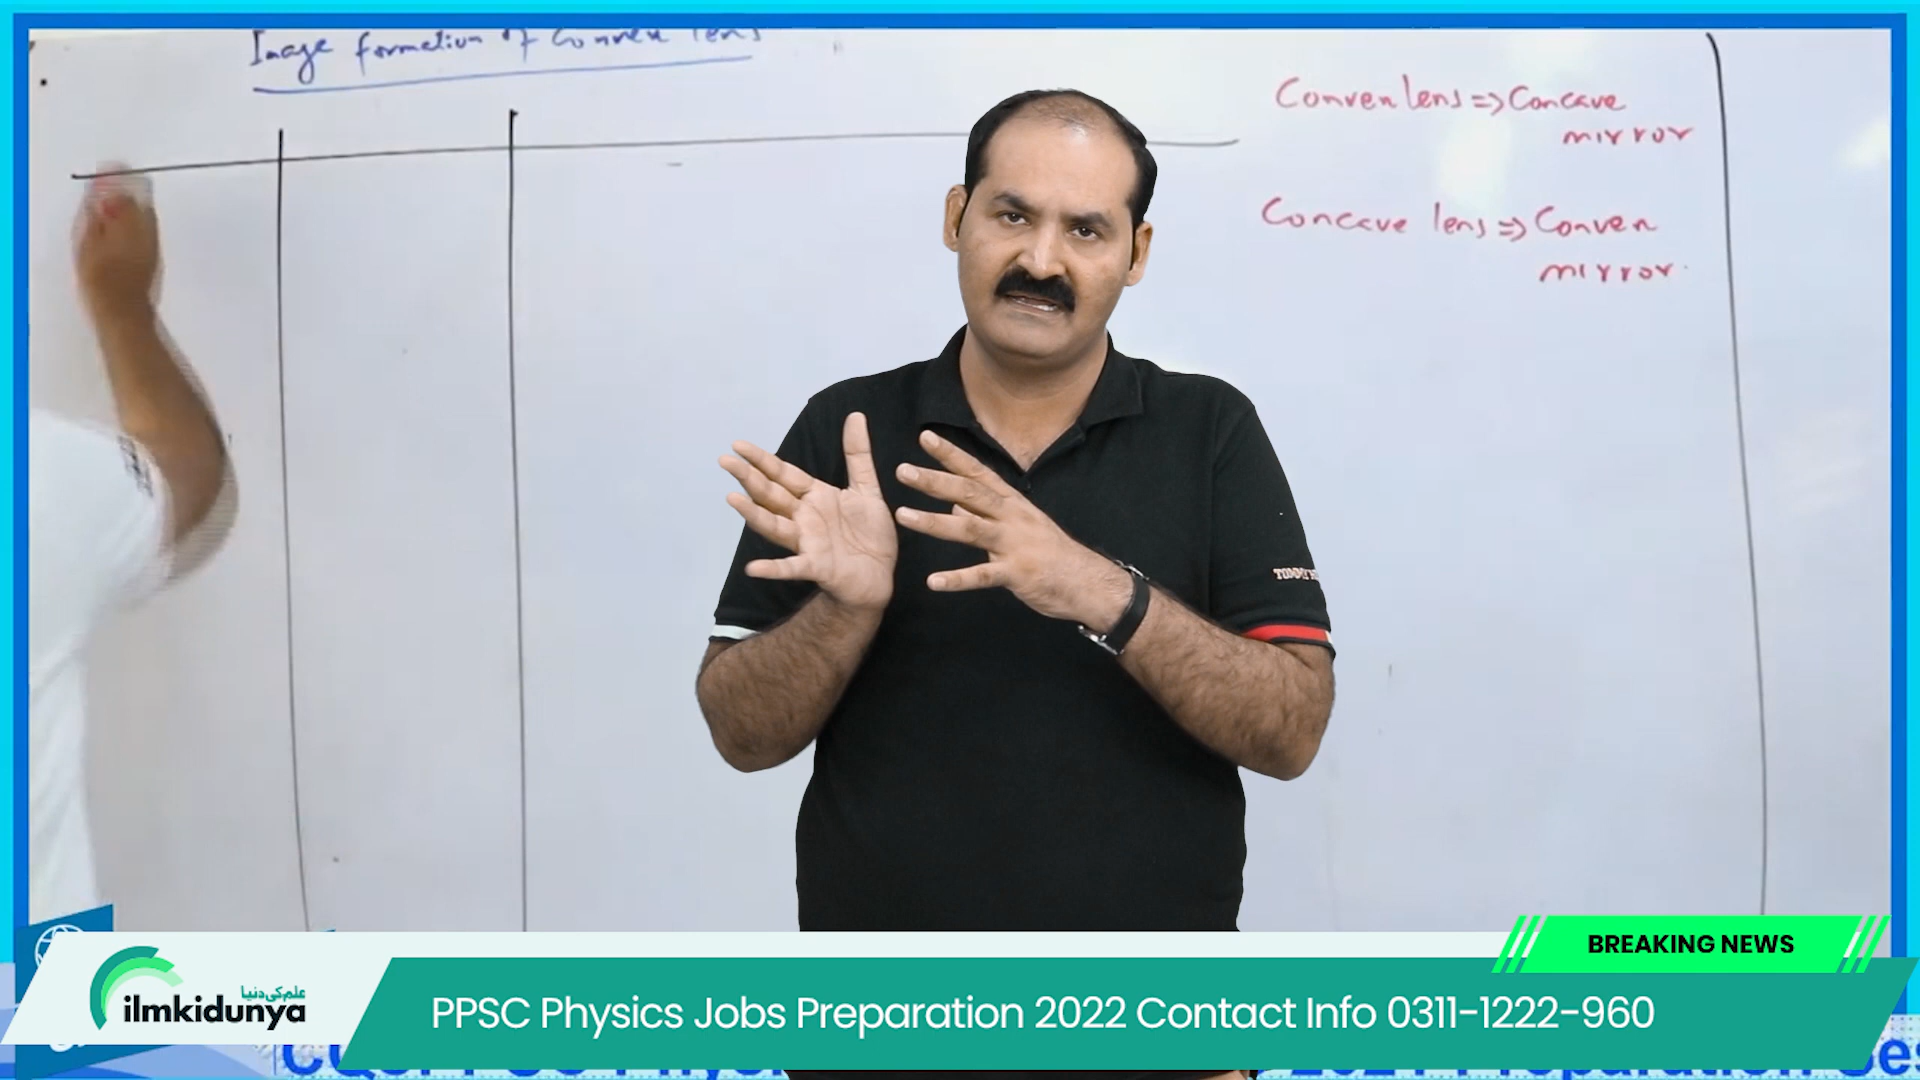 Image formation of Convex lens
Convex lens => Concave
mirror
Concave lens => Convex
mirror.
TOMMY
BREAKING NEWS
علم کی دنیا
ilmkidunya
PPSC Physics Jobs Preparation 2022 Contact Info 0311-1222-960